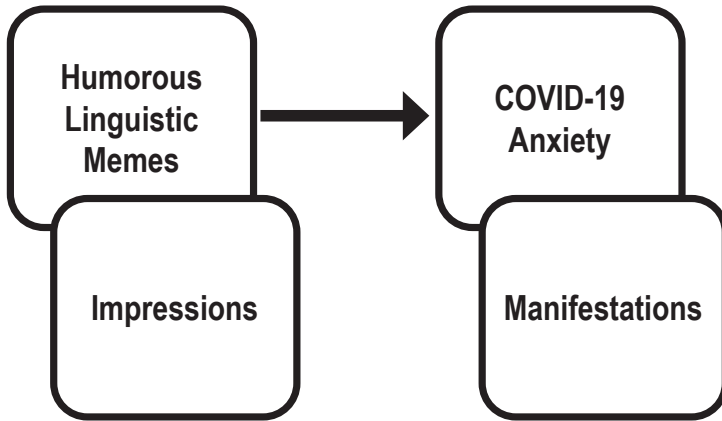 Humorous
Linguistic
Memes
COVID-19
Anxiety
Impressions
Manifestations